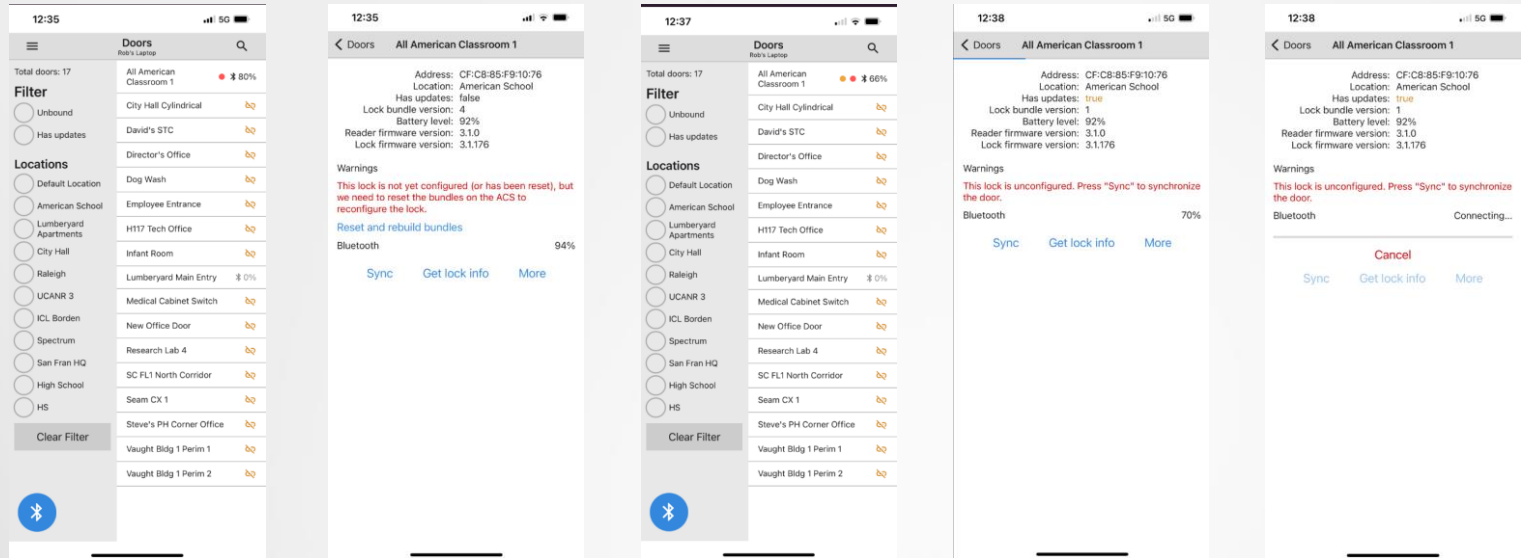 12:35
5G
Doors
Rob's Laptop
Total doors: 17
Filter
Unbound
Has updates
Locations
Default Location
American School
Lumberyard
Apartments
City Hall
Raleigh
UCANR 3
ICL Borden
Spectrum
San Fran HQ
High School
HS
Clear Filter
All American
Classroom 1
80%
City Hall Cylindrical
David's STC
Director's Office
Dog Wash
Employee Entrance
H117 Tech Office
Infant Room
Lumberyard Main Entry 0%
Medical Cabinet Switch
New Office Door
Research Lab 4
SC FL1 North Corridor
Seam CX 1
Steve's PH Corner Office
Vaught Bldg 1 Perim 1
Vaught Bldg 1 Perim 2
12:35
Doors All American Classroom 1
Address: CF:C8:85:F9:10:76
Location: American School
Has updates: false
Lock bundle version: 4
Battery level: 92%
Reader firmware version: 3.1.0
Lock firmware version: 3.1.176
Warnings
This lock is not yet configured (or has been reset), but
we need to reset the bundles on the ACS to
reconfigure the lock.
Reset and rebuild bundles
Bluetooth 94%
Sync Get lock info More
12:37
Doors
Rob's Laptop
Total doors: 17
Filter
Unbound
Has updates
Locations
Default Location
American School
Lumberyard
Apartments
City Hall
Raleigh
UCANR 3
ICL Borden
Spectrum
San Fran HQ
High School
HS
Clear Filter
All American
Classroom 1
66%
City Hall Cylindrical
David's STC
Director's Office
Dog Wash
Employee Entrance
H117 Tech Office
Infant Room
Lumberyard Main Entry 0%
Medical Cabinet Switch
New Office Door
Research Lab 4
SC FL1 North Corridor
Seam CX 1
Steve's PH Corner Office
Vaught Bldg 1 Perim 1
Vaught Bldg 1 Perim 2
12:38
5G
Doors All American Classroom 1
Address: CF:C8:85:F9:10:76
Location: American School
Has updates: true
Lock bundle version: 1
Battery level: 92%
Reader firmware version: 3.1.0
Lock firmware version: 3.1.176
Warnings
This lock is unconfigured. Press "Sync" to synchronize
the door.
Bluetooth 70%
Sync Get lock info More
12:38
5G
Doors All American Classroom 1
Address: CF:C8:85:F9:10:76
Location: American School
Has updates: true
Lock bundle version: 1
Battery level: 92%
Reader firmware version: 3.1.0
Lock firmware version: 3.1.176
Warnings
This lock is unconfigured. Press "Sync" to synchronize
the door.
Bluetooth Connecting...
Cancel
Sync Get lock info More